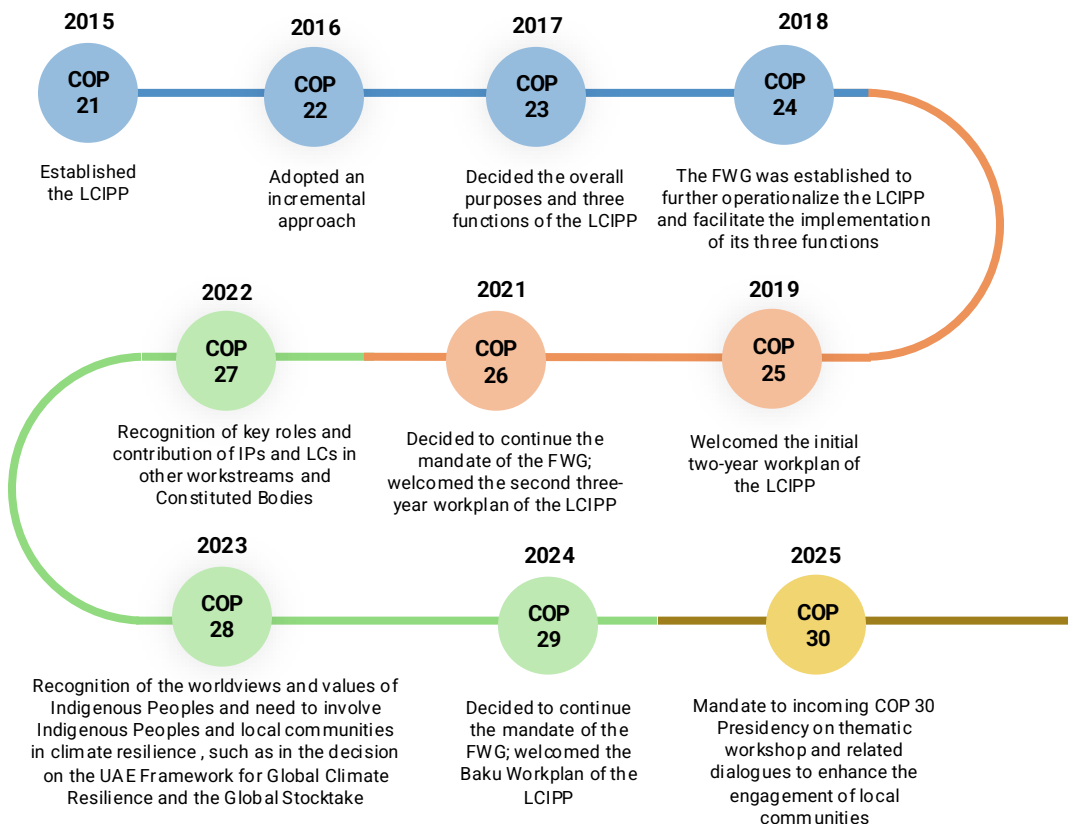 2015
COP
21
Established
the LCIPP
2016
COP
22
Adopted an
incremental
approach
2017
COP
23
Decided the overall
purposes and three
functions of the LCIPP
2018
COP
24
The FWG was established to
further operationalize the LCIPP
and facilitate the implementation
of its three functions
2019
COP
25
Welcomed the initial
two-year workplan of
the LCIPP
2021
COP
26
Decided to continue the
mandate of the FWG;
welcomed the second three-
year workplan of the LCIPP
2022
COP
27
Recognition of key roles and
contribution of IPs and LCs in
other workstreams and
Constituted Bodies
2023
COP
28
Recognition of the worldviews and values of
Indigenous Peoples and need to involve
Indigenous Peoples and local communities
in climate resilience, such as in the decision
on the UAE Framework for Global Climate
Resilience and the Global Stocktake
2024
COP
29
Decided to continue
the mandate of
the FWG; welcomed the
Baku Workplan of the
LCIPP
2025
COP
30
Mandate to incoming COP 30
Presidency on thematic
workshop and related
dialogues to enhance the
engagement of local
communities